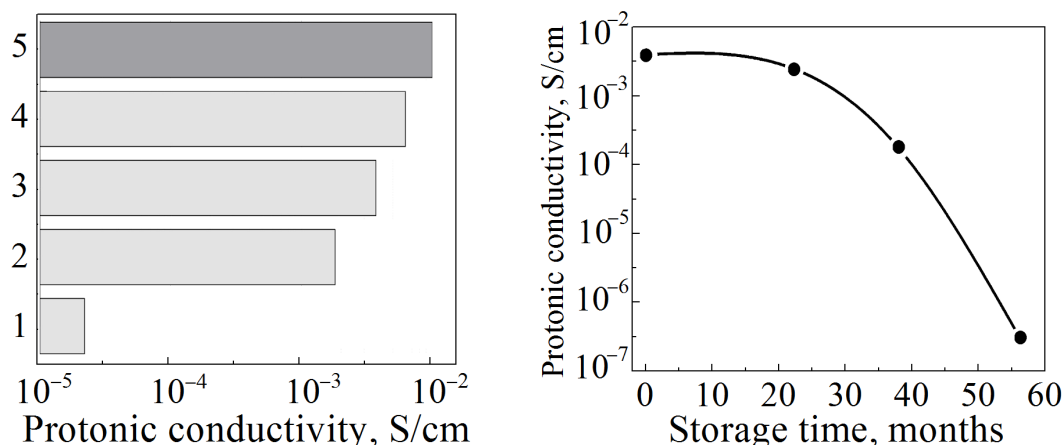 5
4
3
2
1
10⁻⁵ 10⁻⁴ 10⁻³ 10⁻²
Protonic conductivity, S/cm
Protonic conductivity, S/cm
10⁻²
10⁻³
10⁻⁴
10⁻⁵
10⁻⁶
10⁻⁷
0 10 20 30 40 50 60
Storage time, months